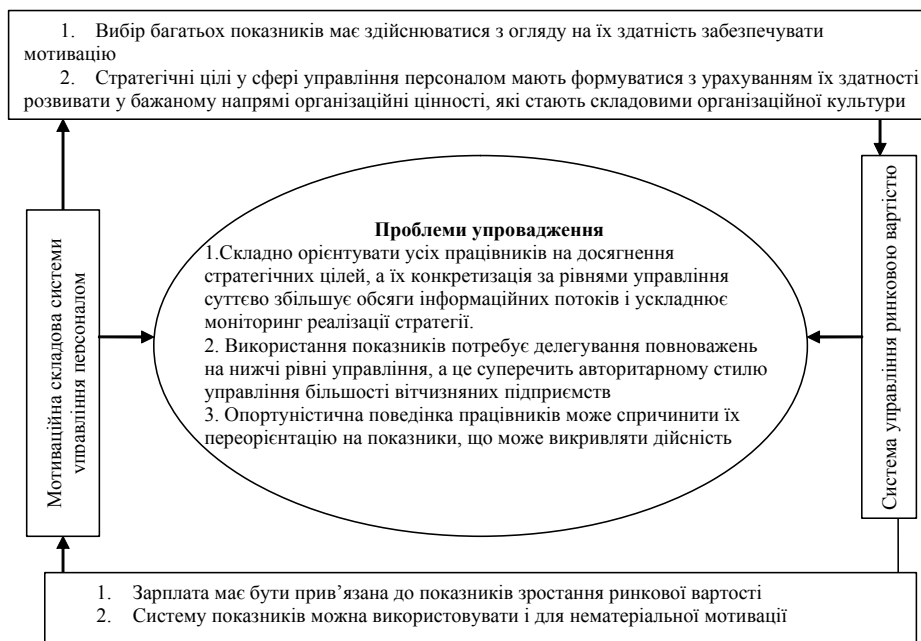 1. Вибір багатьох показників має здійснюватися з огляду на їх здатність забезпечувати
мотивацію
2. Стратегічні цілі у сфері управління персоналом мають формуватися з урахуванням їх здатності
розвивати у бажаному напрямі організаційні цінності, які стають складовими організаційної культури
Мотиваційна складова системи
управління персоналом
Проблеми упровадження
1.Складно орієнтувати усіх працівників на досягнення
стратегічних цілей, а їх конкретизація за рівнями управління
суттєво збільшує обсяги інформаційних потоків і ускладнює
моніторинг реалізації стратегії.
2. Використання показників потребує делегування повноважень
на нижчі рівні управління, а це суперечить авторитарному стилю
управління більшості вітчизняних підприємств
3. Опортуністична поведінка працівників може спричинити їх
переорієнтацію на показники, що може викривляти дійсність
Система управління ринковою вартістю
1. Зарплата має бути прив’язана до показників зростання ринкової вартості
2. Систему показників можна використовувати і для нематеріальної мотивації